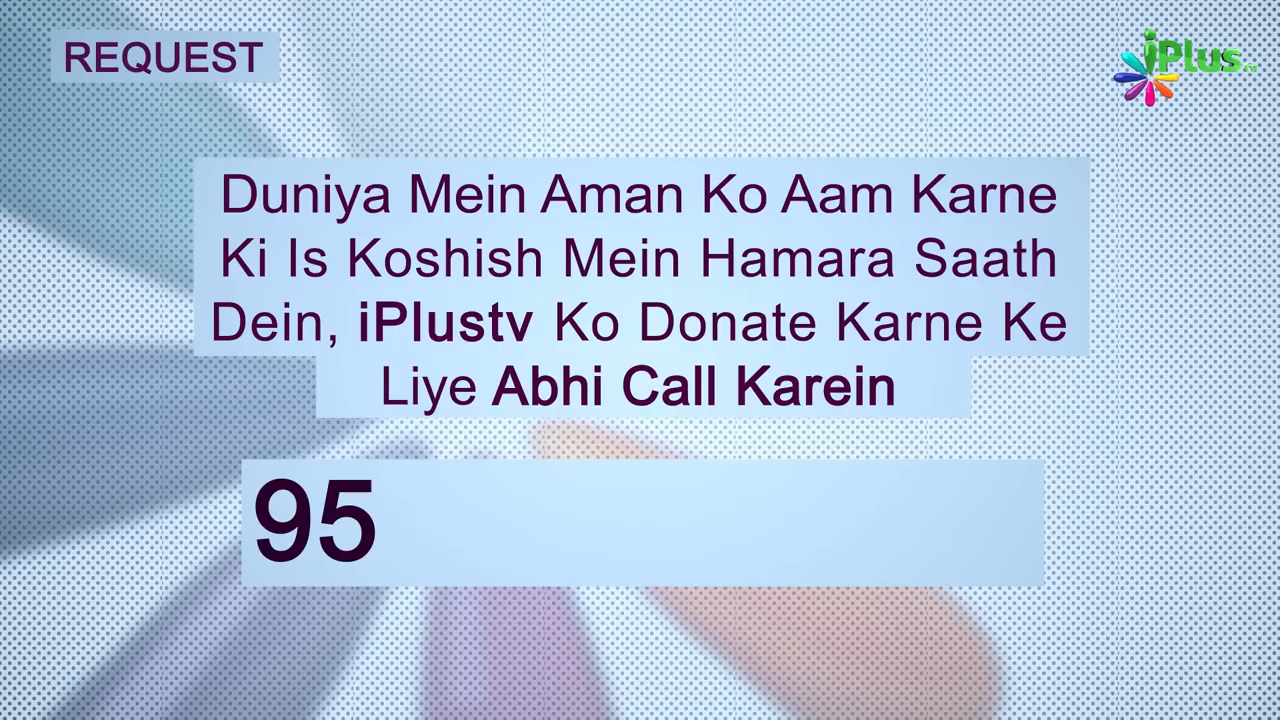 REQUEST
iPlus.tv
Duniya Mein Aman Ko Aam Karne
Ki Is Koshish Mein Hamara Saath
Dein, iPlustv Ko Donate Karne Ke
Liye Abhi Call Karein
95